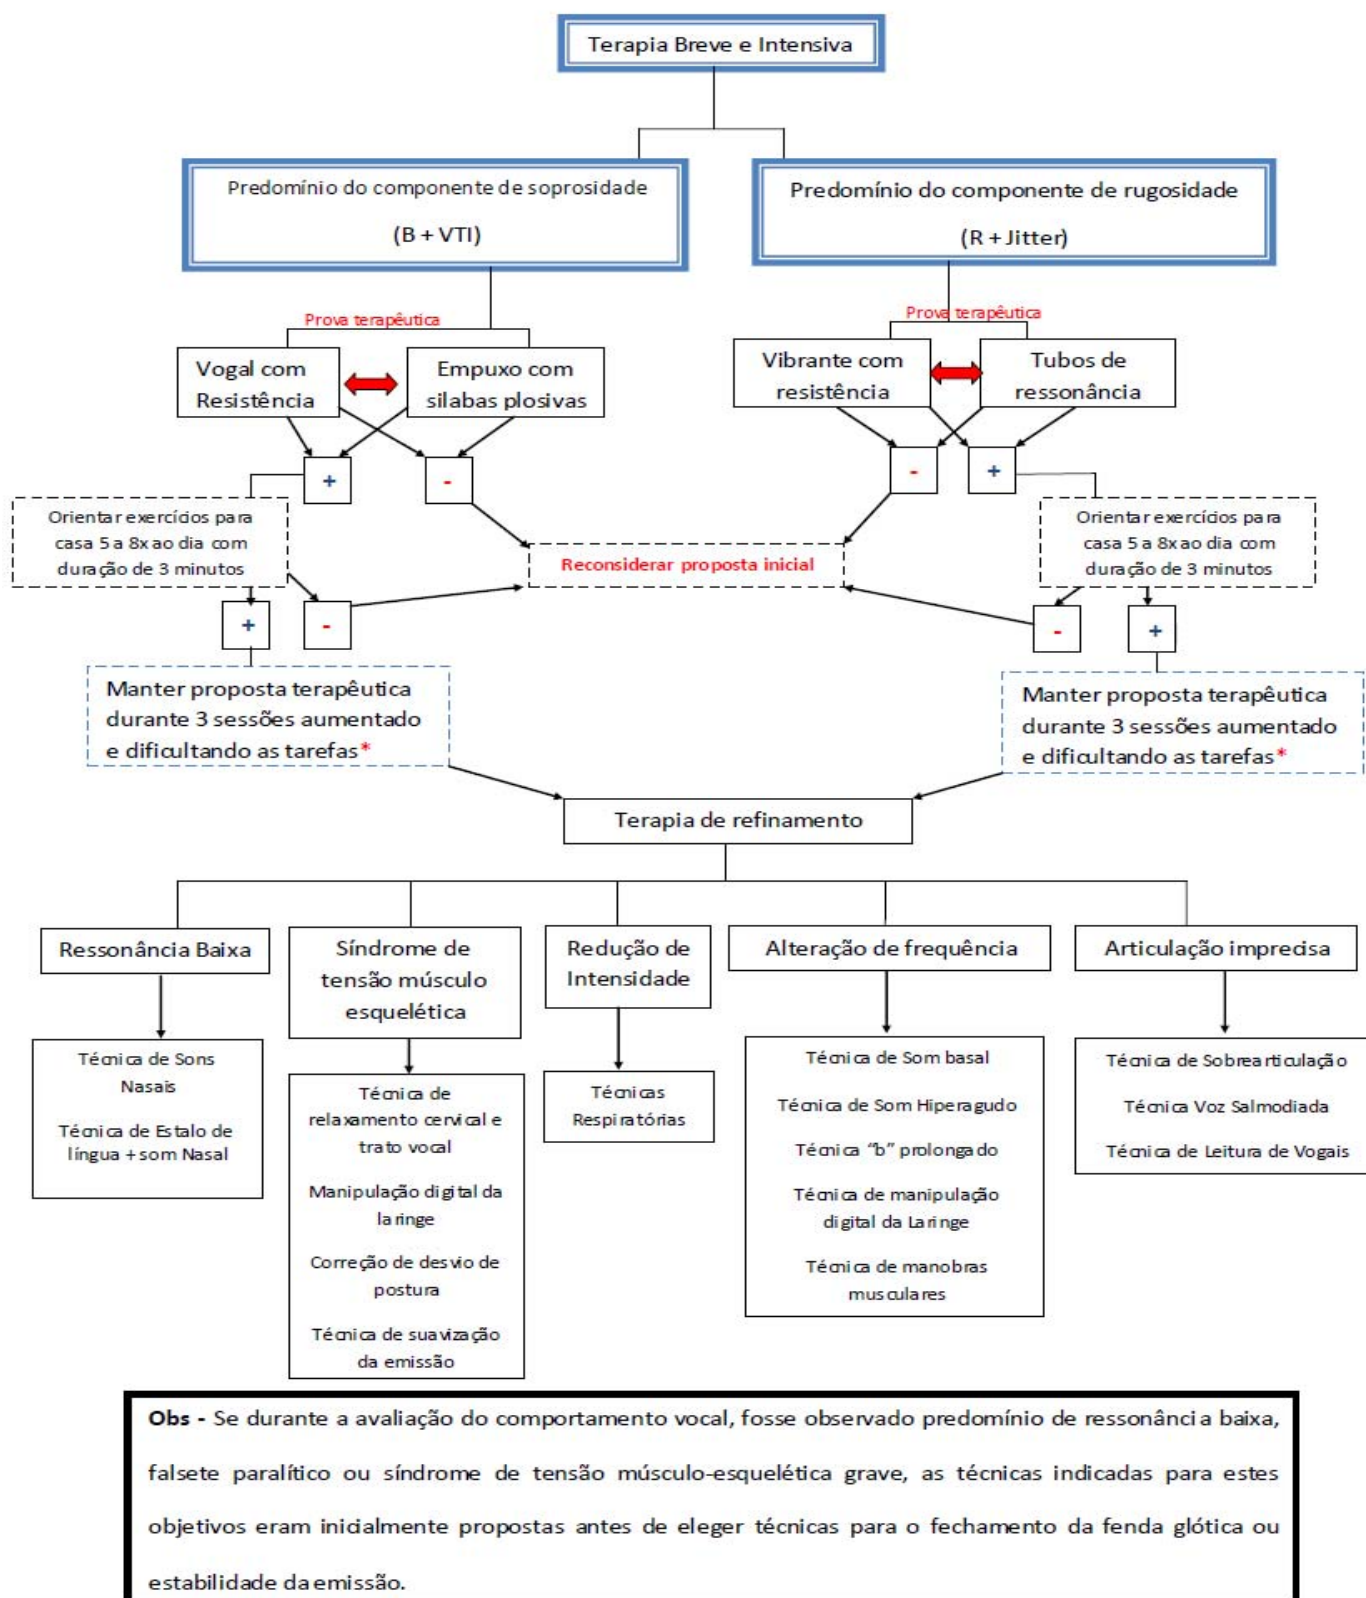 Terapia Breve e Intensiva
Predomínio do componente de soprosidade
(B + VTI)
Predomínio do componente de rugosidade
(R + Jitter)
Prova terapêutica
Prova terapêutica
Vogal com
Resistência
Empuxo com
silabas plosivas
Vibrante com
resistência
Tubos de
ressonância
+
-
-
+
Orientar exercícios para
casa 5 a 8x ao dia com
duração de 3 minutos
Reconsiderar proposta inicial
Orientar exercícios para
casa 5 a 8x ao dia com
duração de 3 minutos
+
-
-
+
Manter proposta terapêutica
durante 3 sessões aumentado
e dificultando as tarefas*
Manter proposta terapêutica
durante 3 sessões aumentado
e dificultando as tarefas*
Terapia de refinamento
Ressonância Baixa
Síndrome de
tensão músculo
esquelética
Redução de
Intensidade
Alteração de frequência
Articulação imprecisa
Técnica de Sons
Nasais
Técnica de Estalo de
língua + som Nasal
Técnica de
relaxamento cervical e
trato vocal
Manipulação digital da
laringe
Correção de desvio de
postura
Técnica de suavização
da emissão
Técnicas
Respiratórias
Técnica de Som basal
Técnica de Som Hiperagudo
Técnica “b” prolongado
Técnica de manipulação
digital da Laringe
Técnica de manobras
musculares
Técnica de Sobrearticulação
Técnica Voz Salmodiada
Técnica de Leitura de Vogais
Obs - Se durante a avaliação do comportamento vocal, fosse observado predomínio de ressonância baixa,
falsete paralítico ou síndrome de tensão músculo-esquelética grave, as técnicas indicadas para estes
objetivos eram inicialmente propostas antes de eleger técnicas para o fechamento da fenda glótica ou
estabilidade da emissão.